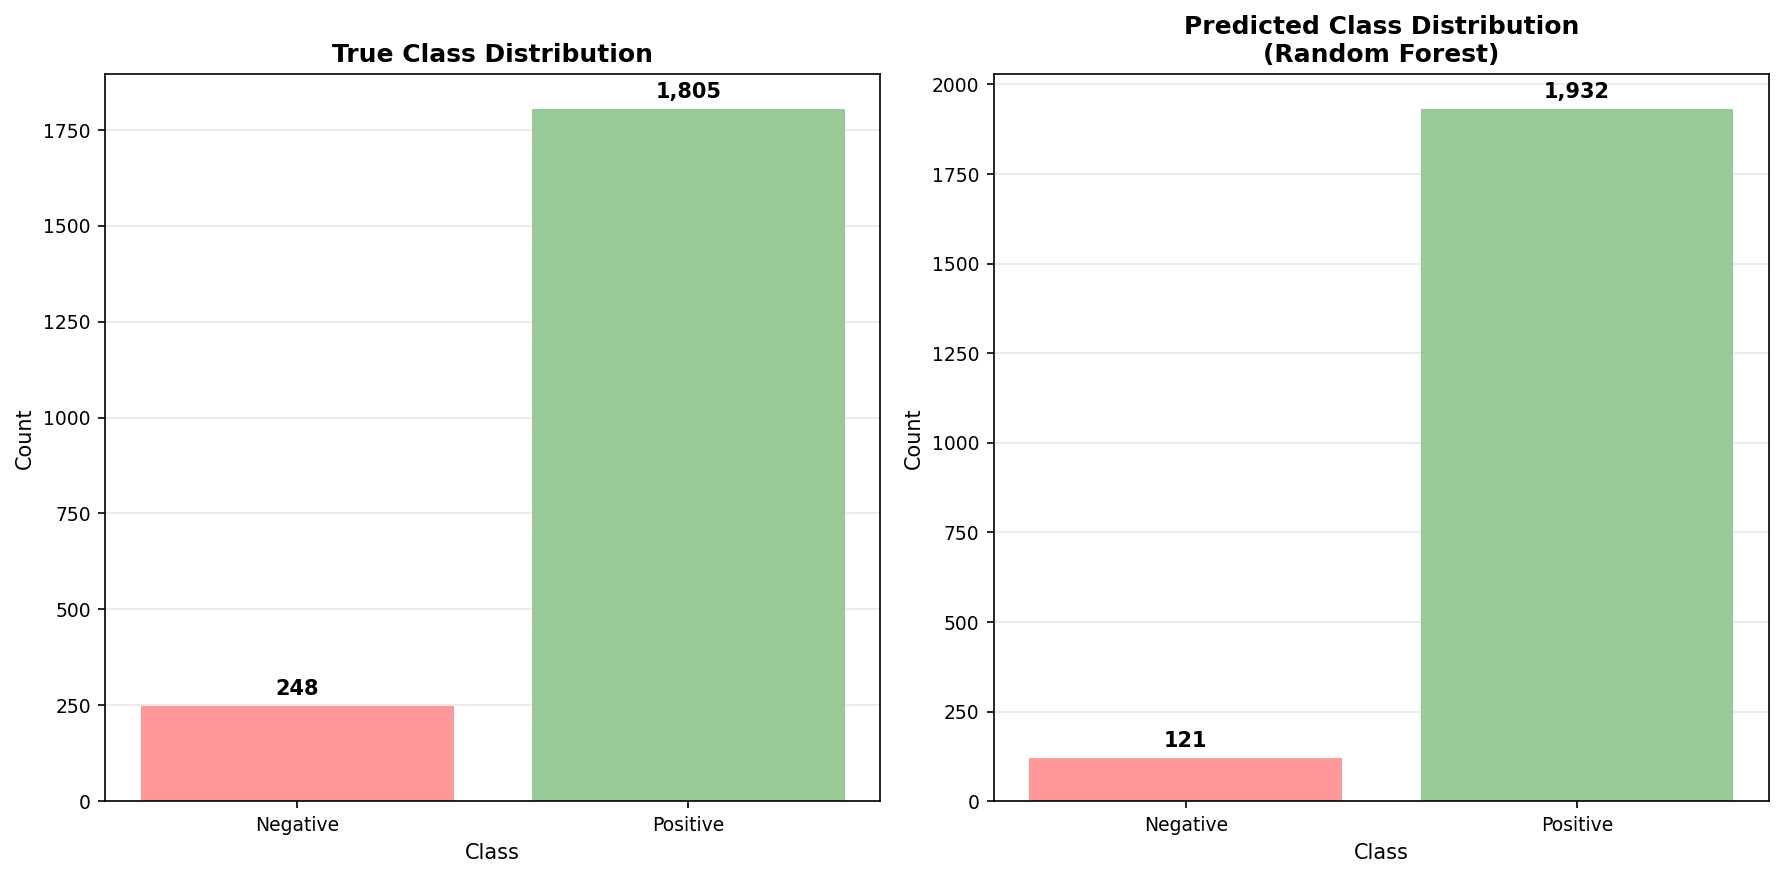 True Class Distribution
1,805
248
1750
1500
1250
1000
750
500
250
0
Count
Negative
Positive
Class
Predicted Class Distribution
(Random Forest)
1,932
121
2000
1750
1500
1250
1000
750
500
250
0
Count
Negative
Positive
Class